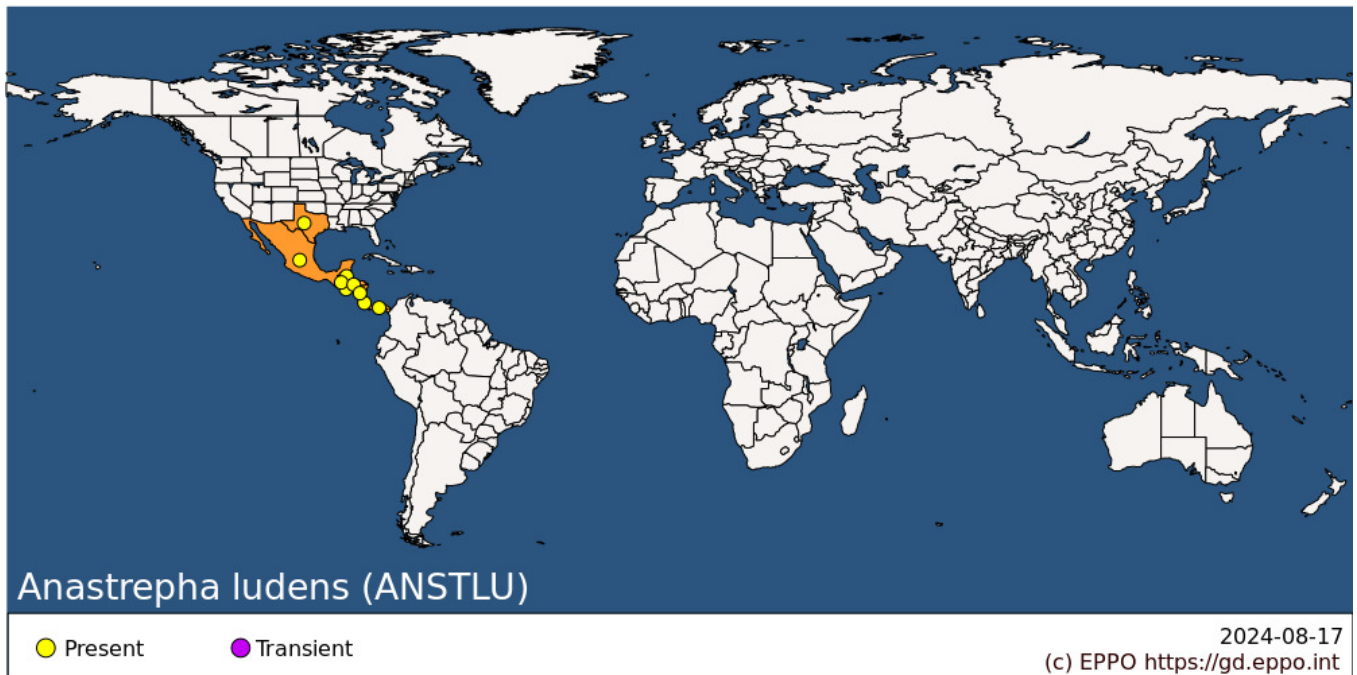 Anastrepha ludens (ANSTLU)
Present
Transient
2024-08-17
(c) EPPO https://gd.eppo.int